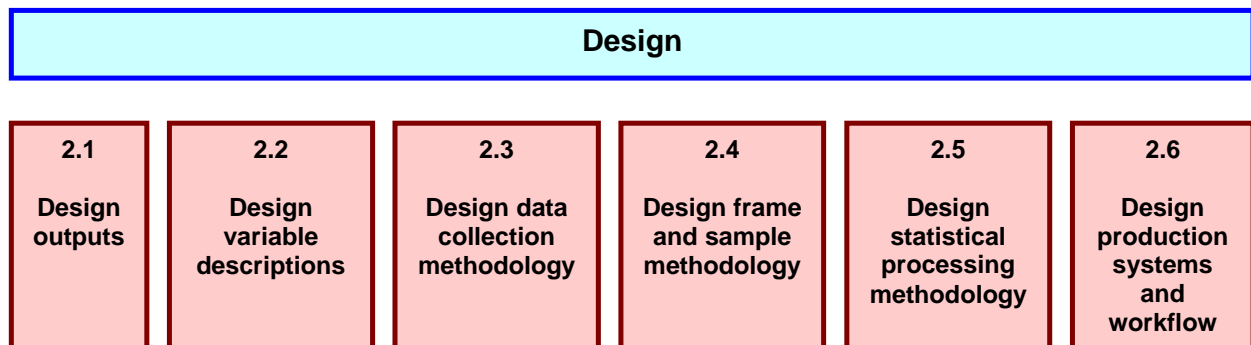 Design
2.1
Design
outputs
2.2
Design
variable
descriptions
2.3
Design data
collection
methodology
2.4
Design frame
and sample
methodology
2.5
Design
statistical
processing
methodology
2.6
Design
production
systems
and
workflow